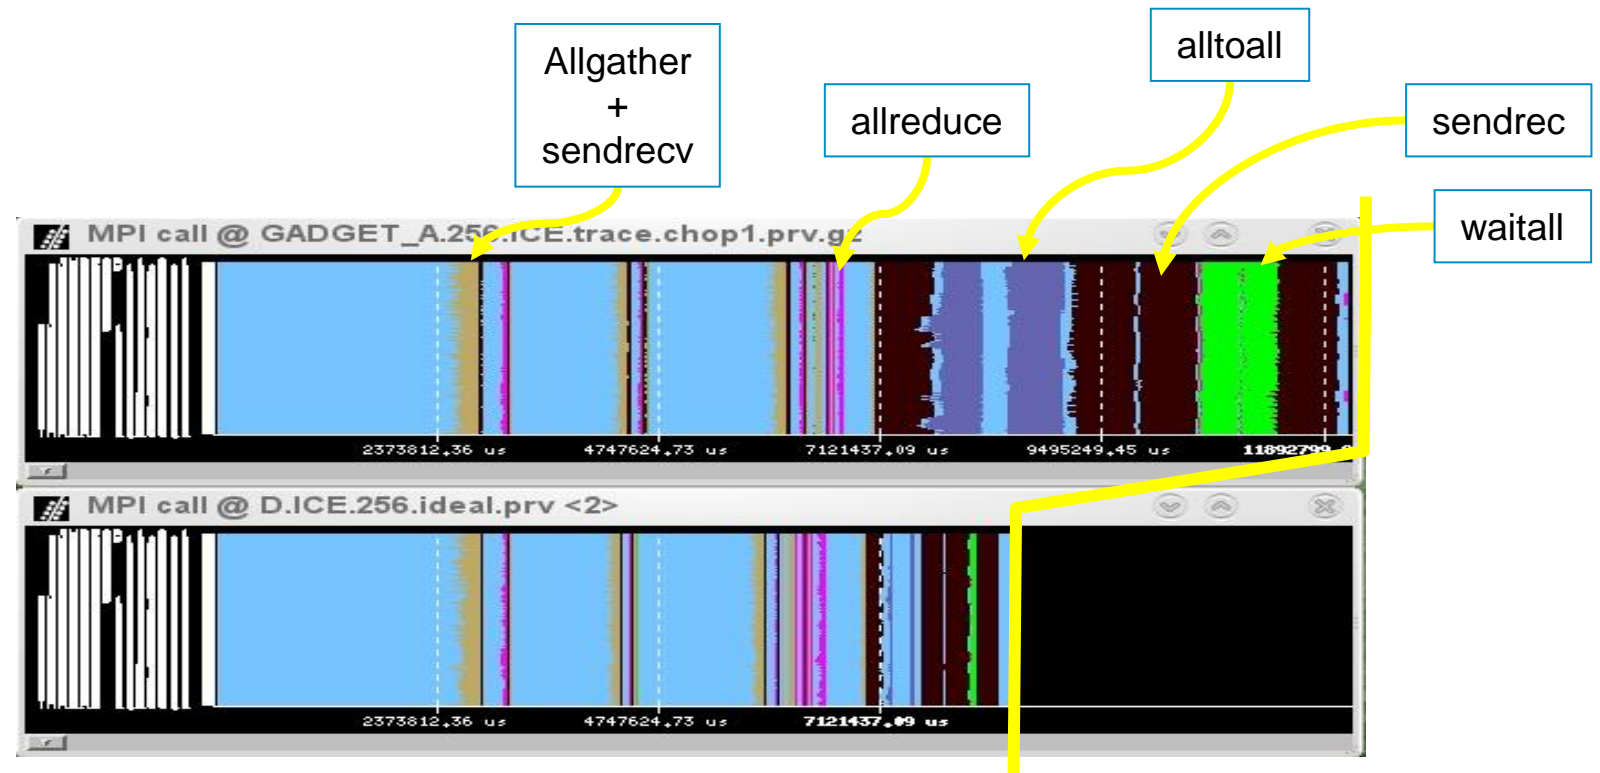 Allgather
+
sendrecv
allreduce
alltoall
sendrec
waitall
MPI call @ GADGET_A.256.ICE.trace.chop1.prv.gz
2373812,36 us
4747624,73 us
7121437,09 us
9495249,45 us
MPI call @ D.ICE.256.ideal.prv <2>
2373812,36 us
4747624,73 us
7121437,09 us